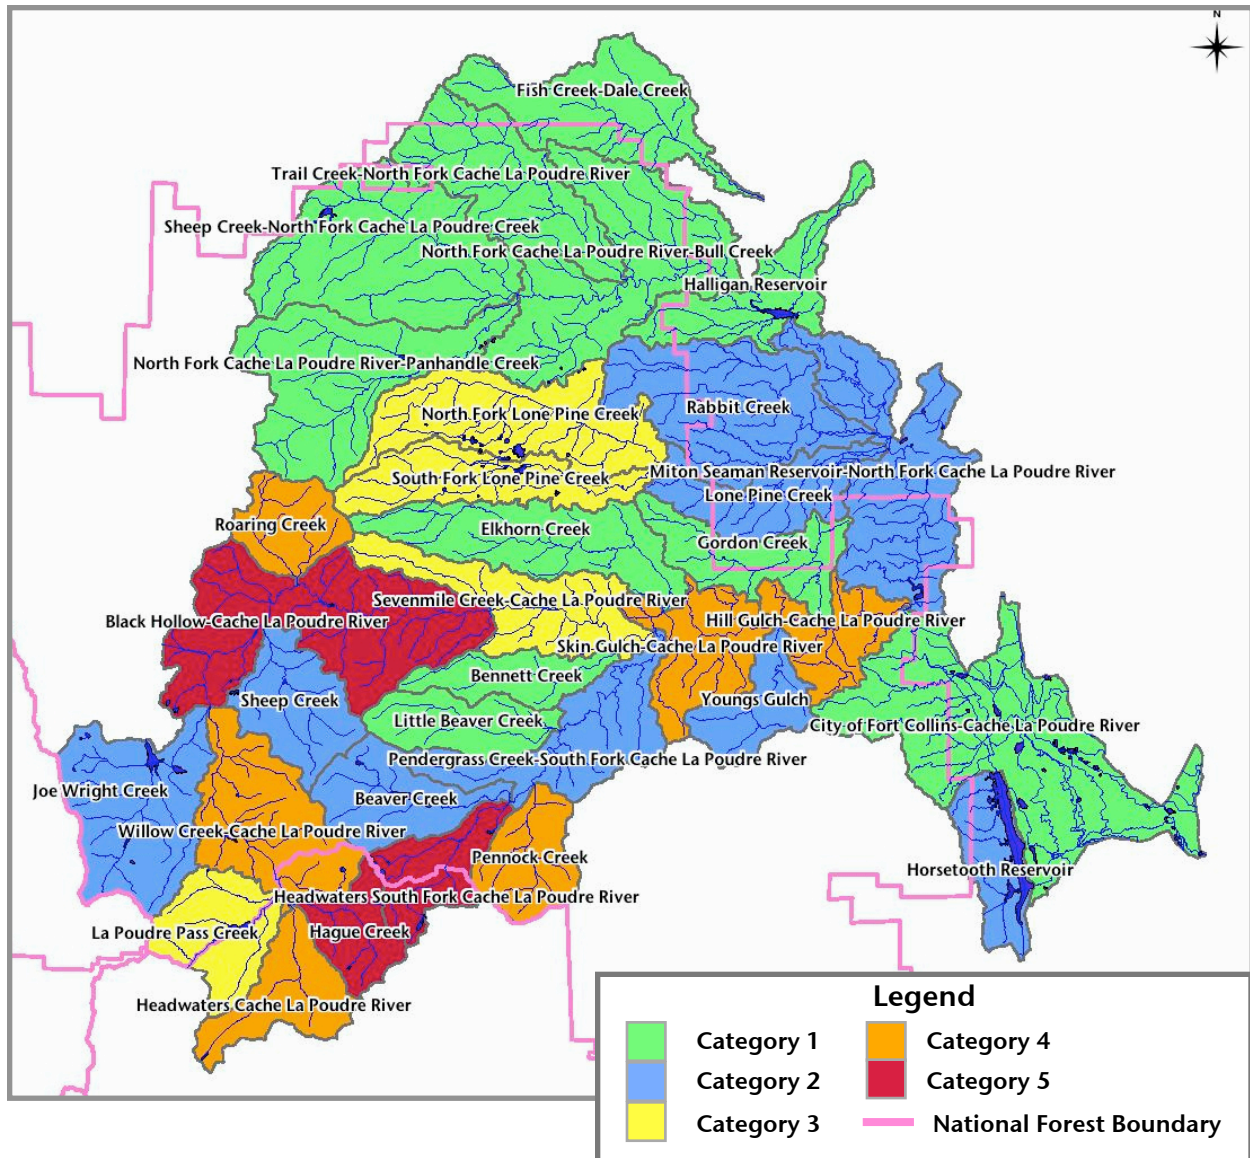 N
Fish Creek-Dale Creek
Trail Creek-North Fork Cache La Poudre River
Sheep Creek-North Fork Cache La Poudre Creek
North Fork Cache La Poudre River-Bull Creek
Halligan Reservoir
North Fork Cache La Poudre River-Panhandle Creek
North Fork Lone Pine Creek
Rabbit Creek
South Fork Lone Pine Creek
Miton Seaman Reservoir-North Fork Cache La Poudre River
Lone Pine Creek
Roaring Creek
Elkhorn Creek
Gordon Creek
Sevenmile Creek-Cache La Poudre River
Black Hollow-Cache La Poudre River
Hill Gulch-Cache La Poudre River
Skin Gulch-Cache La Poudre River
Bennett Creek
Sheep Creek
Youngs Gulch
Little Beaver Creek
City of Fort Collins-Cache La Poudre River
Pendergrass Creek-South Fork Cache La Poudre River
Joe Wright Creek
Beaver Creek
Willow Creek-Cache La Poudre River
Pennock Creek
Horsetooth Reservoir
Headwaters South Fork Cache La Poudre River
La Poudre Pass Creek
Hague Creek
Headwaters Cache La Poudre River
Legend
Category 1
Category 2
Category 3
Category 4
Category 5
National Forest Boundary